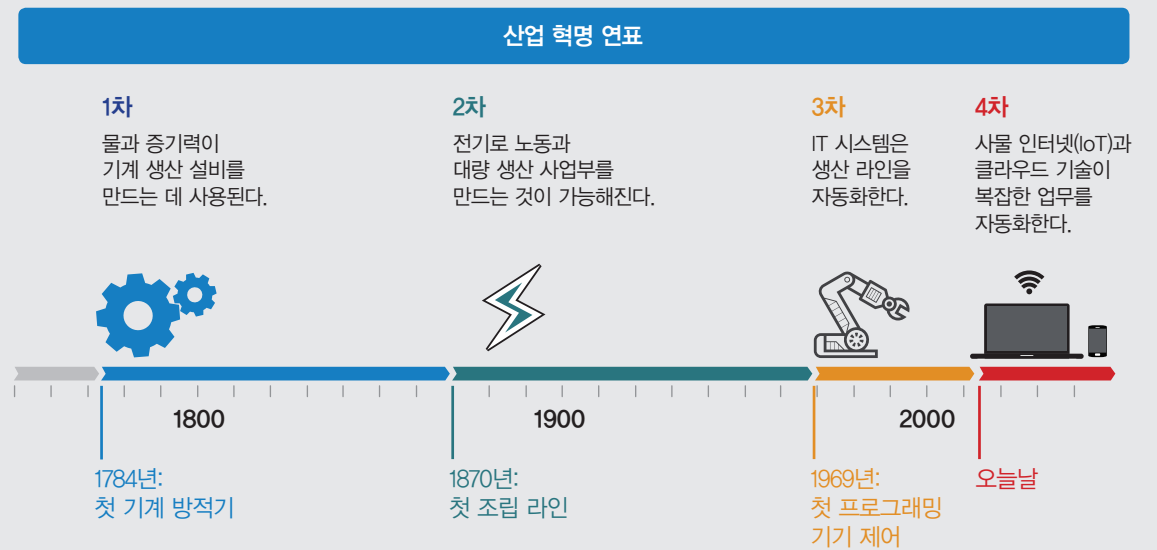 산업 혁명 연표
1차
물과 증기력이
기계 생산 설비를
만드는 데 사용된다.
2차
전기로 노동과
대량 생산 사업부를
만드는 것이 가능해진다.
3차
IT 시스템은
생산 라인을
자동화한다.
4차
사물 인터넷(IoT)과
클라우드 기술이
복잡한 업무를
자동화한다.
1800
1900
2000
1784년:
첫 기계 방적기
1870년:
첫 조립 라인
1969년:
첫 프로그래밍
기기 제어
오늘날